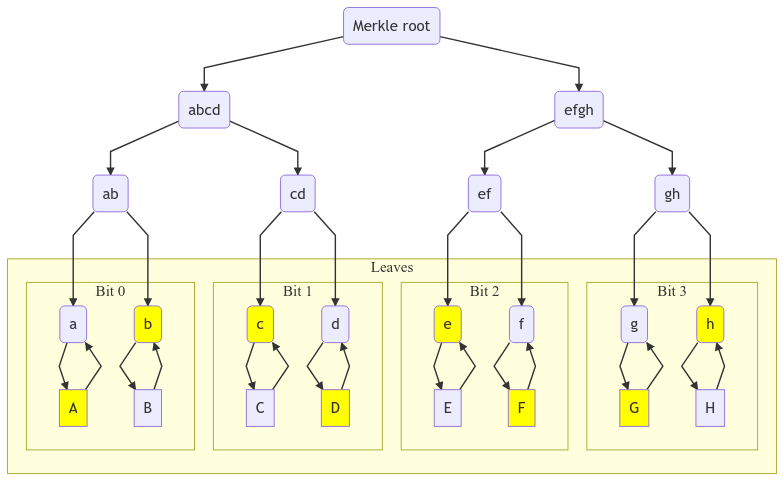 Merkle root
abcd
efgh
ab
cd
ef
gh
Leaves
Bit 0
Bit 1
Bit 2
Bit 3
a
b
c
d
e
f
g
h
A
B
C
D
E
F
G
H